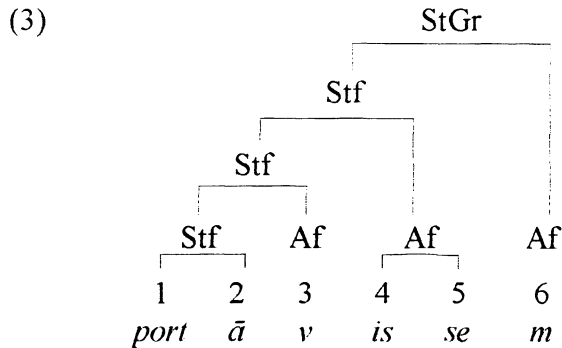 (3) StGr
Stf
Stf
Stf Af Af Af
1 2 3 4 5 6
port ā v is se m